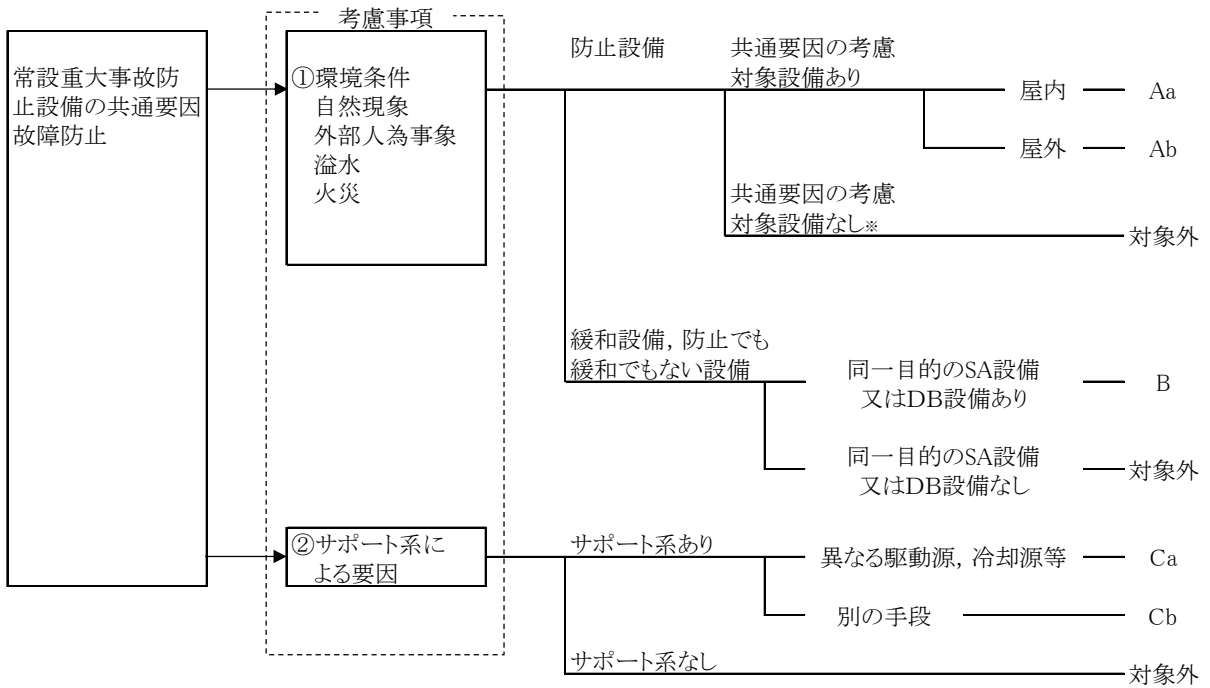 考慮事項
常設重大事故防
止設備の共通要因
故障防止
①環境条件
自然現象
外部人為事象
溢水
火災
防止設備
共通要因の考慮
対象設備あり
屋内
Aa
屋外
Ab
共通要因の考慮
対象設備なし※
対象外
緩和設備，防止でも
緩和でもない設備
同一目的のSA設備
又はDB設備あり
B
同一目的のSA設備
又はDB設備なし
対象外
②サポート系に
よる要因
サポート系あり
異なる駆動源，冷却源等
Ca
別の手段
Cb
サポート系なし
対象外